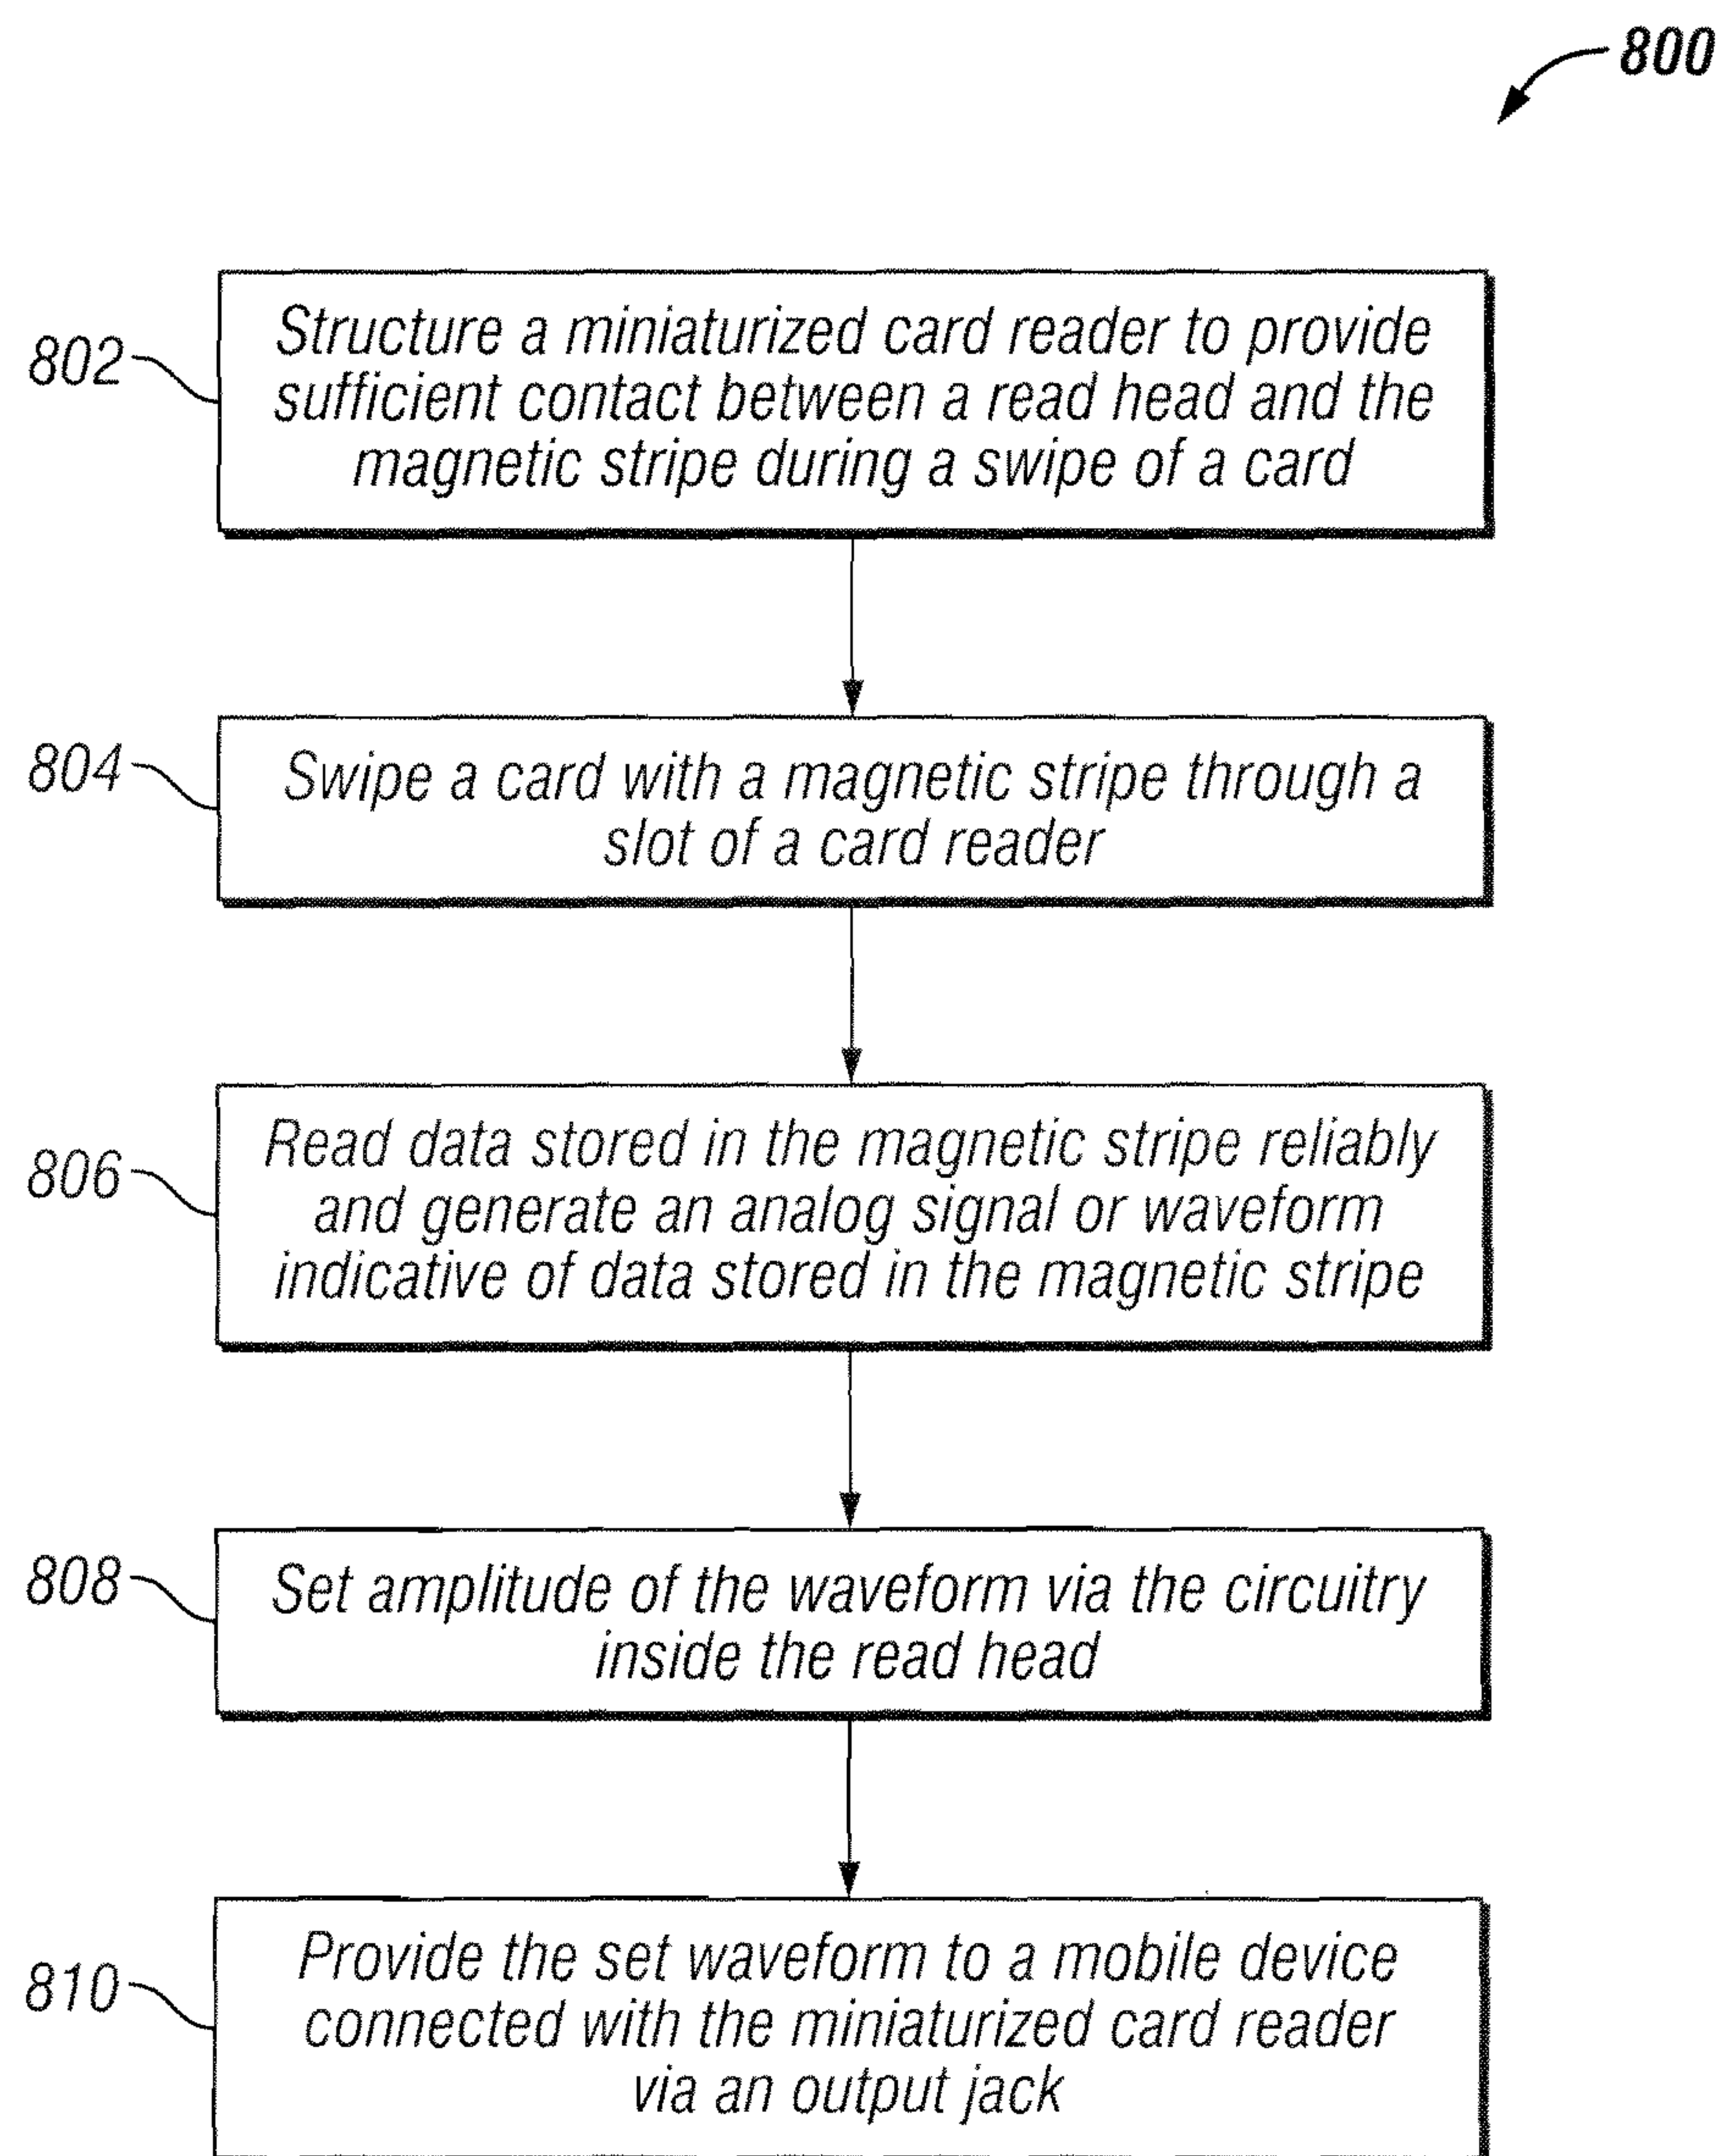 800
802
Structure a miniaturized card reader to provide
sufficient contact between a read head and the
magnetic stripe during a swipe of a card
804
Swipe a card with a magnetic stripe through a
slot of a card reader
806
Read data stored in the magnetic stripe reliably
and generate an analog signal or waveform
indicative of data stored in the magnetic stripe
808
Set amplitude of the waveform via the circuitry
inside the read head
810
Provide the set waveform to a mobile device
connected with the miniaturized card reader
via an output jack